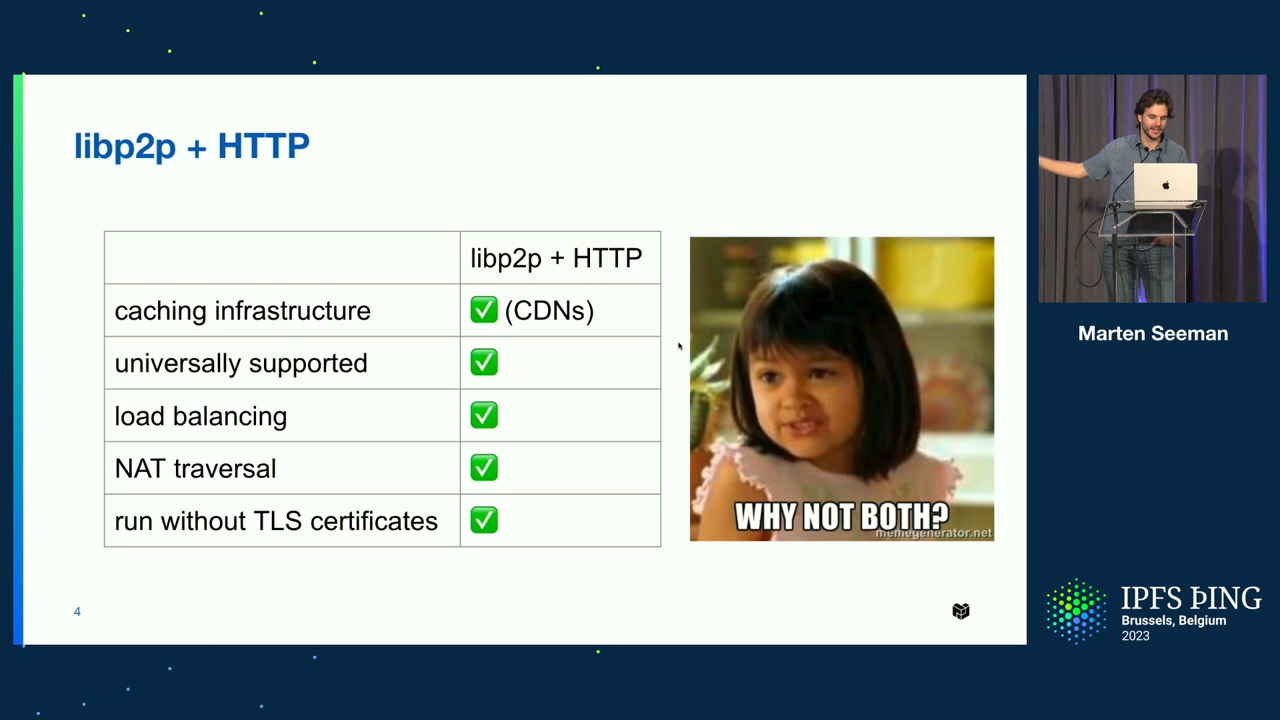 libp2p + HTTP
libp2p + HTTP
caching infrastructure ✅ (CDNs)
universally supported ✅
load balancing ✅
NAT traversal ✅
run without TLS certificates ✅
WHY NOT BOTH?
memegenerator.net
4
Marten Seeman
IPFS ÞING
Brussels, Belgium
2023